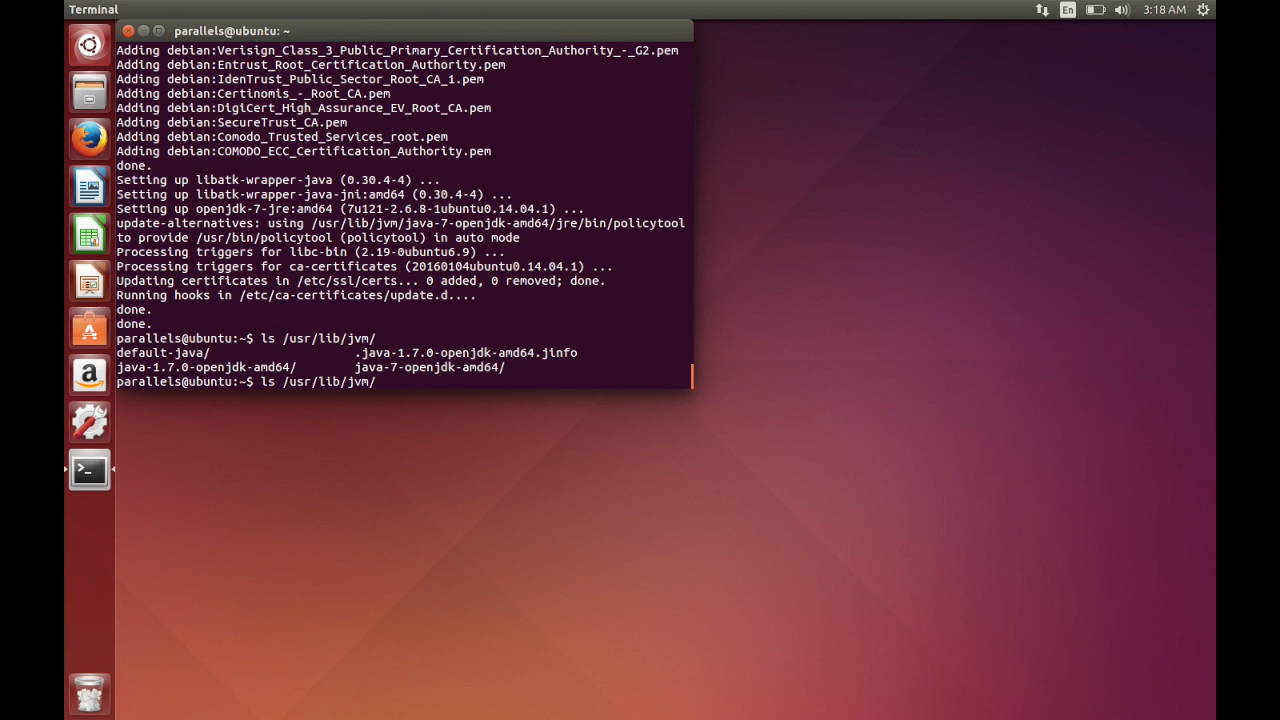 Terminal
En
3:18 AM
parallels@ubuntu: ~
Adding debian:Verisign_Class_3_Public_Primary_Certification_Authority_-_G2.pem
Adding debian:Entrust_Root_Certification_Authority.pem
Adding debian:IdenTrust_Public_Sector_Root_CA_1.pem
Adding debian:Certinomis_-_Root_CA.pem
Adding debian:DigiCert_High_Assurance_EV_Root_CA.pem
Adding debian:SecureTrust_CA.pem
Adding debian:Comodo_Trusted_Services_root.pem
Adding debian:COMODO_ECC_Certification_Authority.pem
done.
Setting up libatk-wrapper-java (0.30.4-4) ...
Setting up libatk-wrapper-java-jni:amd64 (0.30.4-4) ...
Setting up openjdk-7-jre:amd64 (7u121-2.6.8-1ubuntu0.14.04.1) ...
update-alternatives: using /usr/lib/jvm/java-7-openjdk-amd64/jre/bin/policytool
to provide /usr/bin/policytool (policytool) in auto mode
Processing triggers for libc-bin (2.19-0ubuntu6.9) ...
Processing triggers for ca-certificates (20160104ubuntu0.14.04.1) ...
Updating certificates in /etc/ssl/certs... 0 added, 0 removed; done.
Running hooks in /etc/ca-certificates/update.d....
done.
done.
parallels@ubuntu:~$ ls /usr/lib/jvm/
default-java/ .java-1.7.0-openjdk-amd64.jinfo
java-1.7.0-openjdk-amd64/ java-7-openjdk-amd64/
parallels@ubuntu:~$ ls /usr/lib/jvm/